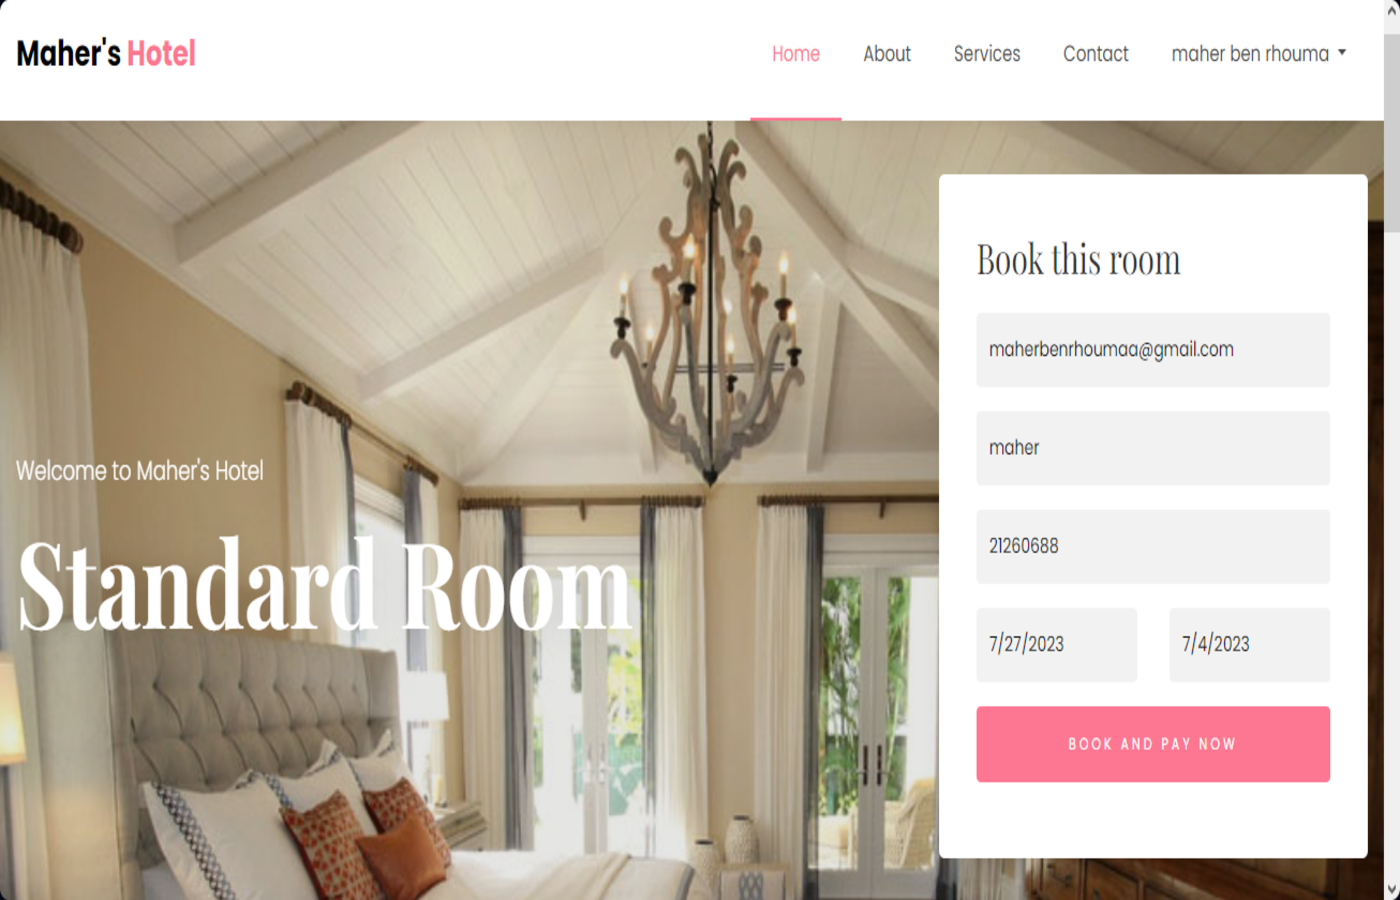 Maher's Hotel
Home About Services Contact maher ben rhouma
Welcome to Maher's Hotel
Standard Room
Book this room
maherbenrhoumaa@gmail.com
maher
21260688
7/27/2023 7/4/2023
BOOK AND PAY NOW